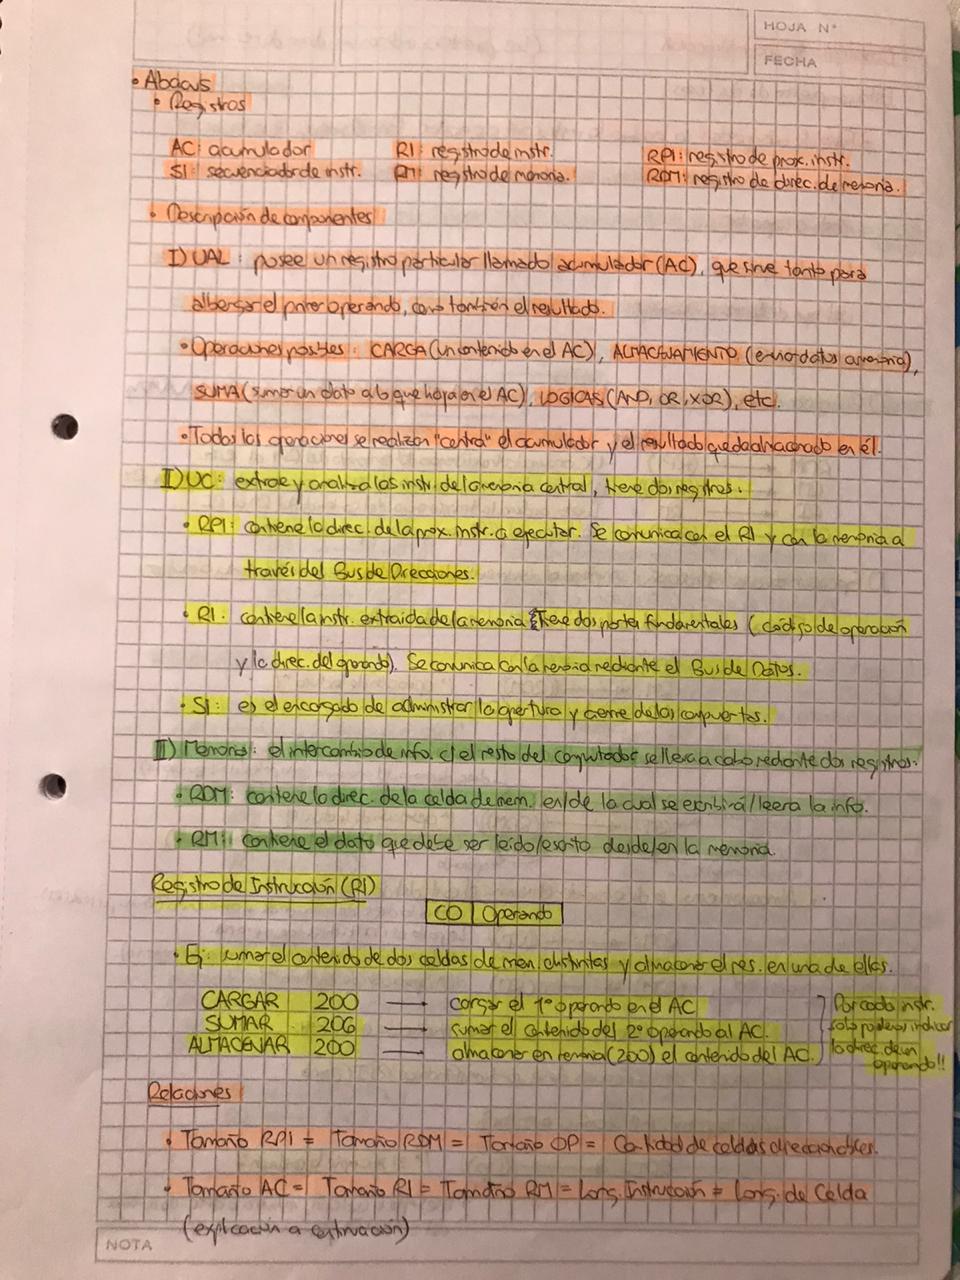 HOJA N°
FECHA
• Abacus
• Registros
AC: acumulador RI: registro de instr. RPI: registro de prox. instr.
SI: secuenciador de instr. RM: registro de memoria. RDM: registro de direc. de memoria.
• Descripción de componentes
I) UAL: posee un registro particular llamado acumulador (AC), que sirve tanto para
albergar el primer operando, como también el resultado.
• Operaciones posibles: CARGA (un contenido en el AC), ALMACENAMIENTO (enviar datos a memoria),
SUMA (sumar un dato a lo que haya en el AC), LÓGICAS (AND, OR, XOR), etc.
• Todas las operaciones se realizan "contra" el acumulador y el resultado queda almacenado en él.
II) UC: extrae y analiza las instr. de la memoria central, tiene dos registros.
• RPI: contiene la direc. de la prox. instr. a ejecutar. Se comunica con el RI y con la memoria a
través del Bus de Direcciones.
• RI: contiene la instr. extraída de la memoria. Tiene dos partes fundamentales (código de operación
y la direc. del operando). Se comunica con la memoria mediante el Bus de Datos.
• SI: es el encargado de administrar la apertura y cierre de las compuertas.
III) Memoria: el intercambio de info. c/ el resto del computador se lleva a cabo mediante dos registros.
• RDM: contiene la direc. de la celda de mem. en/de la cual se escribirá/leerá la info.
• RM: contiene el dato que debe ser leído/escrito desde/en la memoria.
Registro de Instrucción (RI)
CO Operando
• Ej: sumar el contenido de dos celdas de mem distintas y almacenar el res. en una de ellas.
CARGAR 200 → cargar el 1° operando en el AC Por cada instr.
SUMAR 206 → sumar el contenido del 2° operando al AC. solo podemos indicar
ALMACENAR 200 → almacenar en memoria (200) el contenido del AC. la direc. de un
operando!!
Relaciones
• Tamaño RPI = Tamaño RDM = Tamaño OP = Cantidad de celdas direccionables.
• Tamaño AC = Tamaño RI = Tamaño RM = Long. Instrucción = Long. de Celda
(explicación a continuación)
NOTA